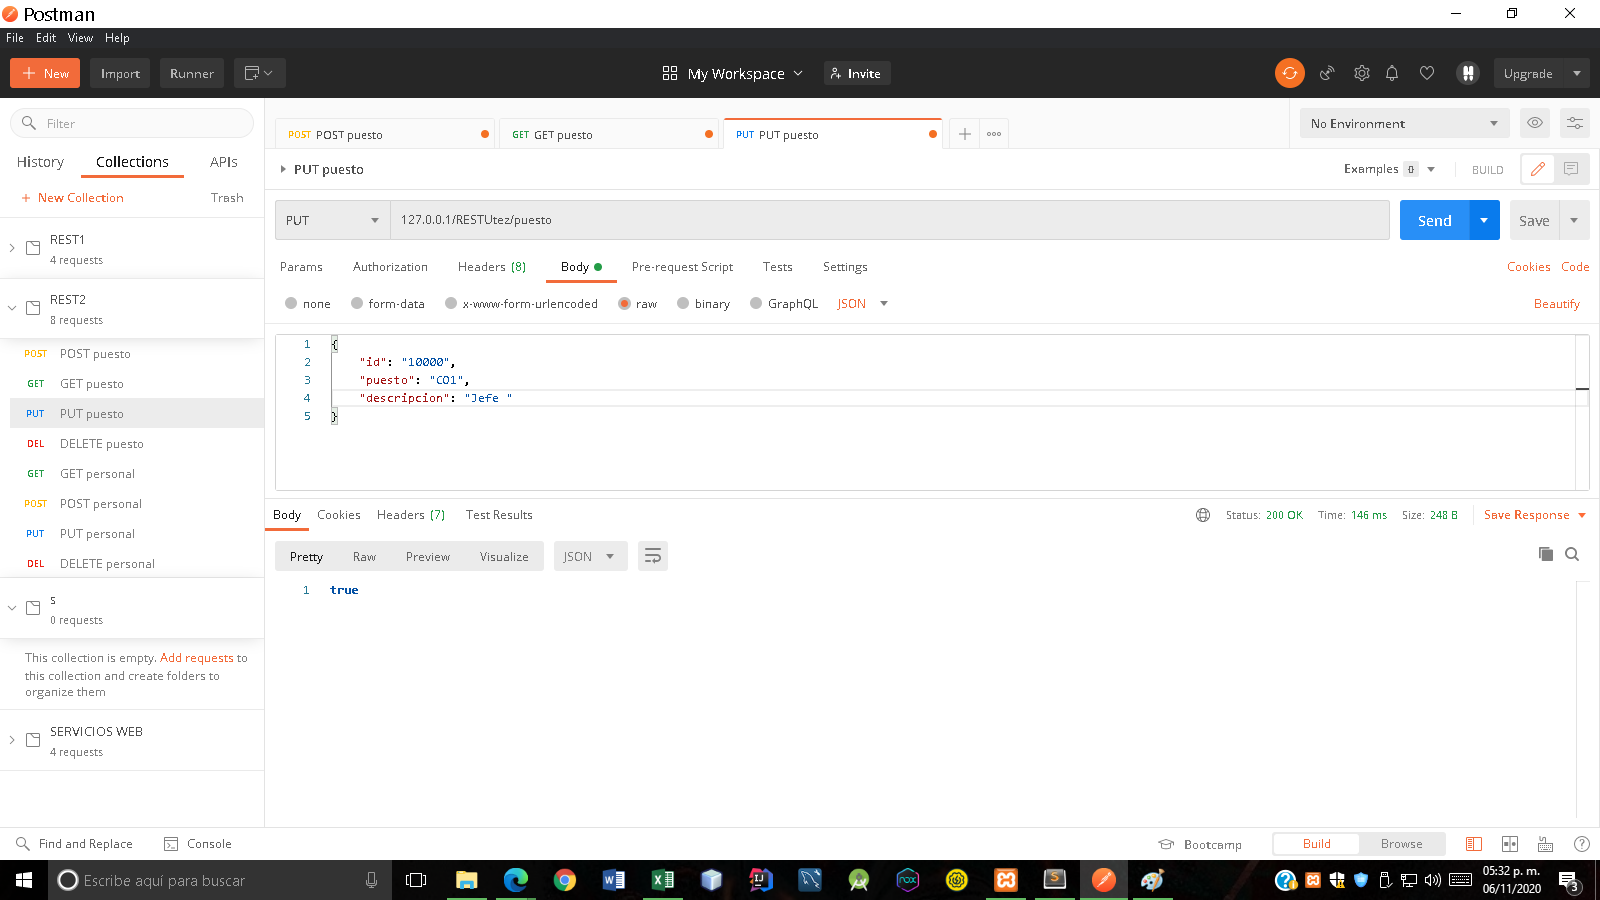 Postman
File Edit View Help
New Import Runner My Workspace Invite Upgrade
Filter
History Collections APIs
New Collection Trash
REST1
4 requests
REST2
8 requests
POST POST puesto
GET GET puesto
PUT PUT puesto
DEL DELETE puesto
GET GET personal
POST POST personal
PUT PUT personal
DEL DELETE personal
s
0 requests
This collection is empty. Add requests to
this collection and create folders to
organize them
SERVICIOS WEB
4 requests
POST POST puesto GET GET puesto PUT PUT puesto No Environment
PUT puesto Examples 0 BUILD
PUT 127.0.0.1/RESTUtez/puesto Send Save
Params Authorization Headers (8) Body Pre-request Script Tests Settings Cookies Code
none form-data x-www-form-urlencoded raw binary GraphQL JSON Beautify
1 {
2 "id": "10000",
3 "puesto": "CO1",
4 "descripcion": "Jefe "
5 }
Body Cookies Headers (7) Test Results Status: 200 OK Time: 146 ms Size: 248 B Save Response
Pretty Raw Preview Visualize JSON
1 true
Find and Replace Console Bootcamp Build Browse
Escribe aquí para buscar
05:32 p. m.
06/11/2020
3